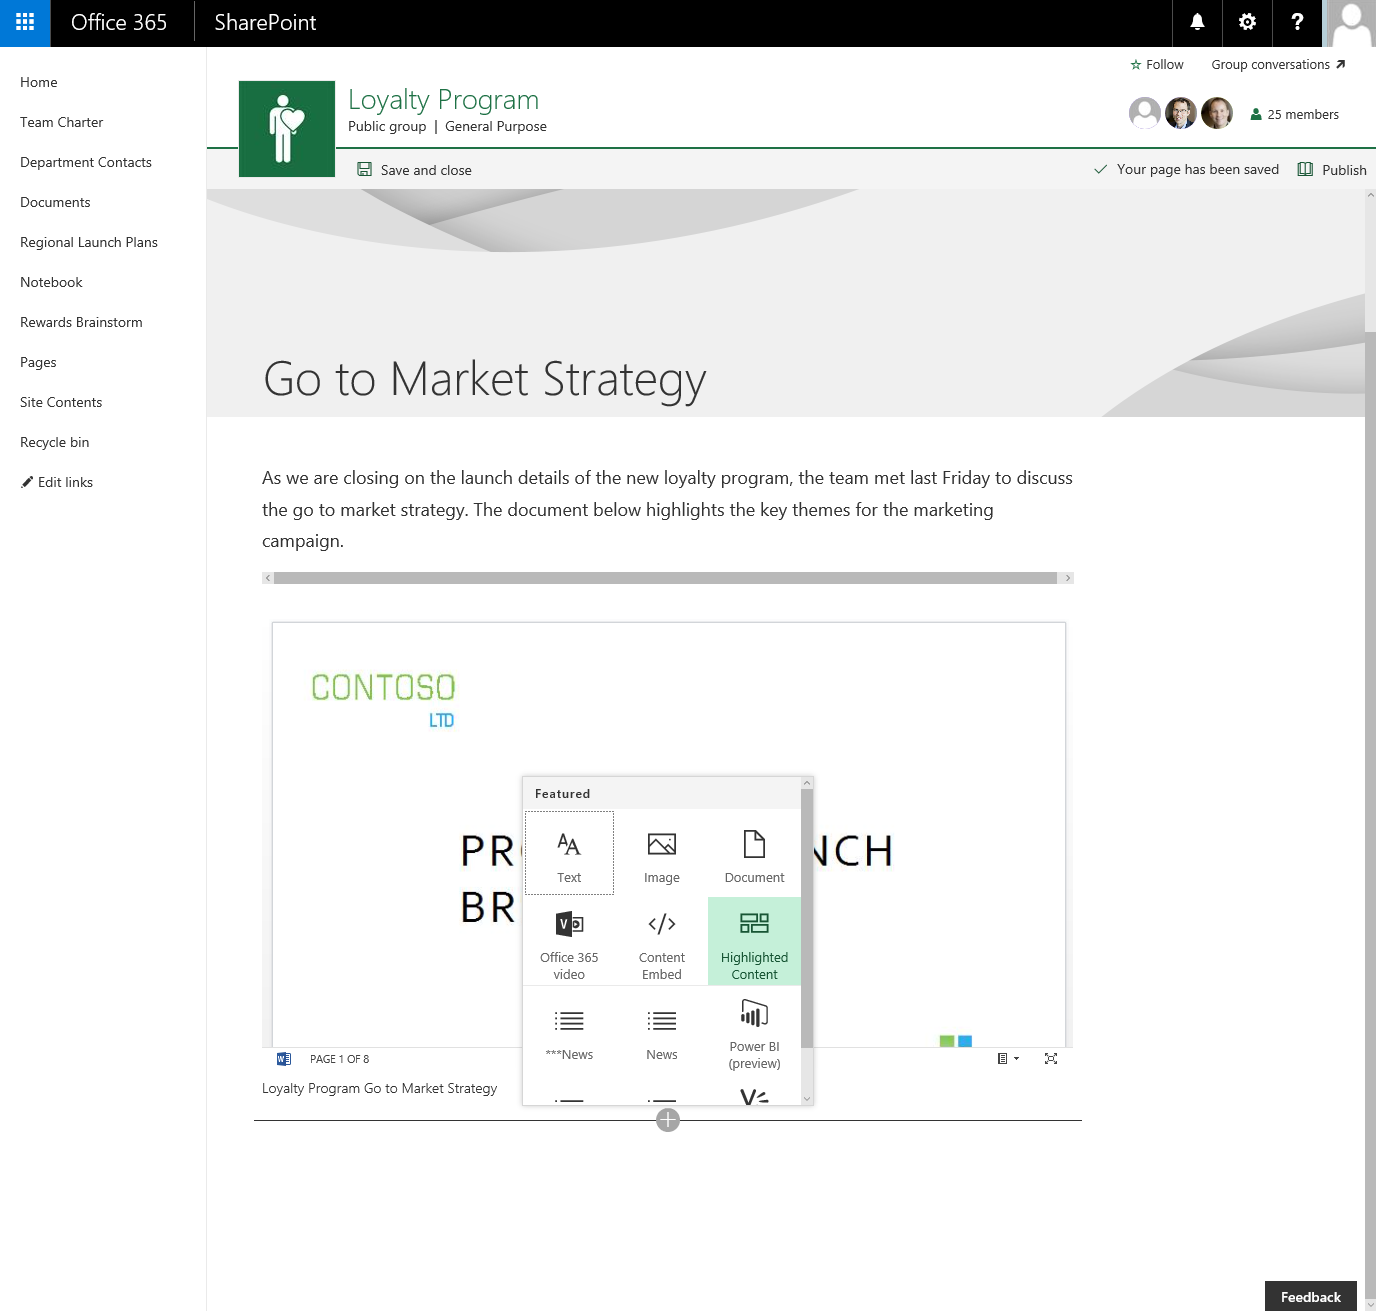 Office 365
SharePoint
?
Home
Team Charter
Department Contacts
Documents
Regional Launch Plans
Notebook
Rewards Brainstorm
Pages
Site Contents
Recycle bin
Edit links
Follow
Group conversations
Loyalty Program
Public group | General Purpose
25 members
Save and close
Your page has been saved
Publish
Go to Market Strategy
As we are closing on the launch details of the new loyalty program, the team met last Friday to discuss
the go to market strategy. The document below highlights the key themes for the marketing
campaign.
CONTOSO
LTD
Featured
Text
Image
Document
Office 365
video
Content
Embed
Highlighted
Content
***News
News
Power BI
(preview)
PAGE 1 OF 8
Loyalty Program Go to Market Strategy
Feedback